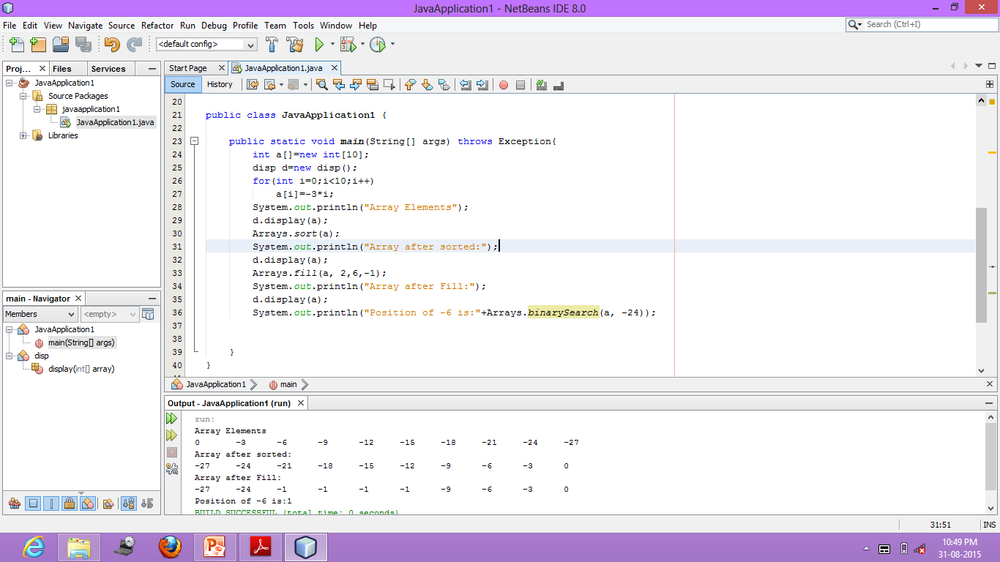 JavaApplication1 - NetBeans IDE 8.0
File Edit View Navigate Source Refactor Run Debug Profile Team Tools Window Help
Search (Ctrl+I)
<default config>
Proj... Files Services
JavaApplication1
Source Packages
javaapplication1
JavaApplication1.java
Libraries
main - Navigator
Members <empty>
JavaApplication1
main(String[] args)
disp
display(int[] array)
Start Page JavaApplication1.java
Source History
20
21 public class JavaApplication1 {
22
23 public static void main(String[] args) throws Exception{
24 int a[]=new int[10];
25 disp d=new disp();
26 for(int i=0;i<10;i++)
27 a[i]=-3*i;
28 System.out.println("Array Elements");
29 d.display(a);
30 Arrays.sort(a);
31 System.out.println("Array after sorted:");
32 d.display(a);
33 Arrays.fill(a, 2,6,-1);
34 System.out.println("Array after Fill:");
35 d.display(a);
36 System.out.println("Position of -6 is:"+Arrays.binarySearch(a, -24));
37
38
39 }
40 }
JavaApplication1 main
Output - JavaApplication1 (run)
run:
Array Elements
0 -3 -6 -9 -12 -15 -18 -21 -24 -27
Array after sorted:
-27 -24 -21 -18 -15 -12 -9 -6 -3 0
Array after Fill:
-27 -24 -1 -1 -1 -1 -9 -6 -3 0
Position of -6 is:1
BUILD SUCCESSFUL (total time: 0 seconds)
31:51 INS
10:49 PM
31-08-2015